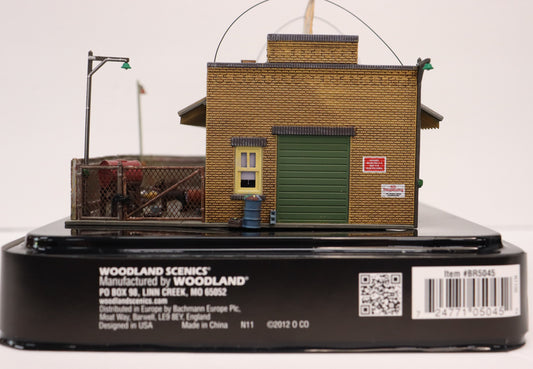 WOODLAND SCENICS®
Manufactured by WOODLAND®
PO BOX 98, LINN CREEK, MO 65052
woodlandscenics.com
Distributed in Europe by Bachmann Europe Plc,
Moat Way, Barwell, LE9 8EY, England
Designed in USA Made in China N11 ©2012 O CO
Item #BR5045
7 24771 05045